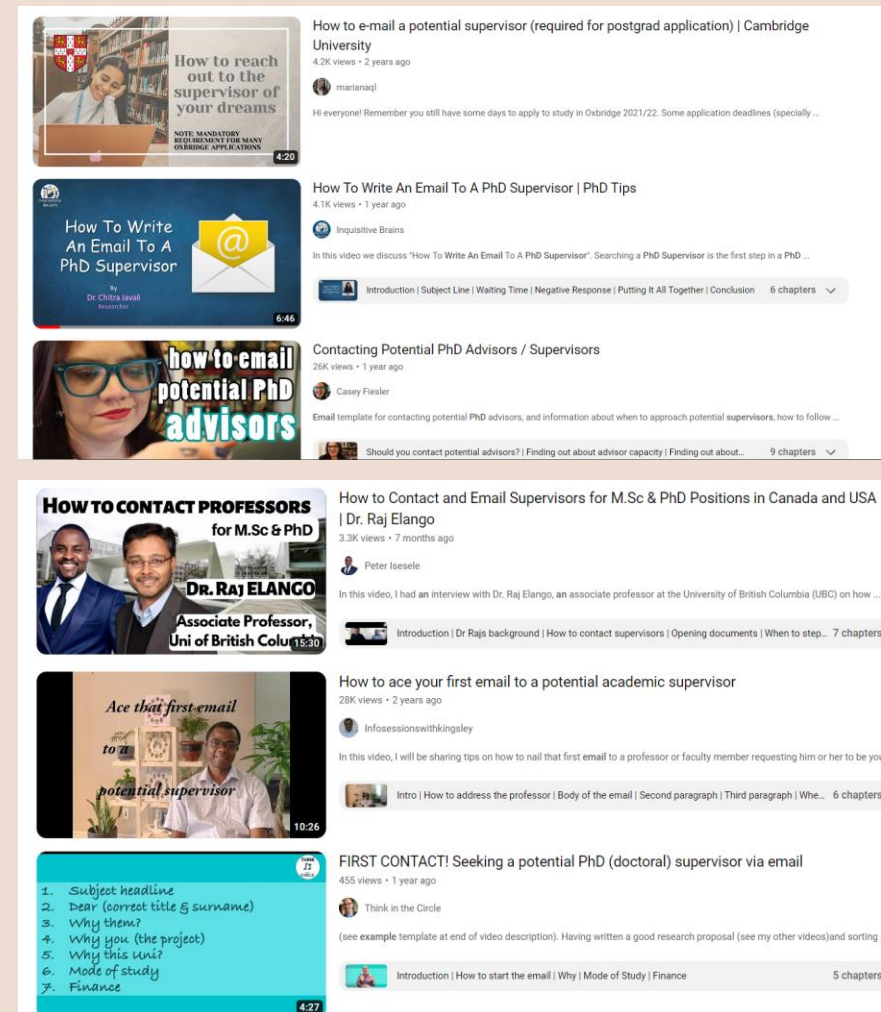 How to reach
out to the
supervisor of
your dreams
NOTE: MANDATORY
REQUIREMENT FOR MANY
OXBRIDGE APPLICATIONS
4:20
How to e-mail a potential supervisor (required for postgrad application) | Cambridge
University
4.2K views • 2 years ago
marianaql
Hi everyone! Remember you still have some days to apply to study in Oxbridge 2021/22. Some application deadlines (specially ...
How To Write
An Email To A
PhD Supervisor
By
Dr. Chitra Javali
Researcher
@
6:46
How To Write An Email To A PhD Supervisor | PhD Tips
4.1K views • 1 year ago
Inquisitive Brains
In this video we discuss "How To Write An Email To A PhD Supervisor". Searching a PhD Supervisor is the first step in a PhD ...
Introduction | Subject Line | Waiting Time | Negative Response | Putting It All Together | Conclusion 6 chapters
how to email
potential PhD
advisors
Contacting Potential PhD Advisors / Supervisors
26K views • 1 year ago
Casey Fiesler
Email template for contacting potential PhD advisors, and information about when to approach potential supervisors, how to follow ...
Should you contact potential advisors? | Finding out about advisor capacity | Finding out about... 9 chapters
HOW TO CONTACT PROFESSORS
for M.Sc & PhD
DR. RAJ ELANGO
Associate Professor,
Uni of British Colu
15:30
How to Contact and Email Supervisors for M.Sc & PhD Positions in Canada and USA
| Dr. Raj Elango
3.3K views • 7 months ago
Peter Isesele
In this video, I had an interview with Dr. Raj Elango, an associate professor at the University of British Columbia (UBC) on how ...
Introduction | Dr Rajs background | How to contact supervisors | Opening documents | When to step... 7 chapters
Ace that first email
to a
potential supervisor
10:26
How to ace your first email to a potential academic supervisor
28K views • 2 years ago
Infosessionswithkingsley
In this video, I will be sharing tips on how to nail that first email to a professor or faculty member requesting him or her to be you
Intro | How to address the professor | Body of the email | Second paragraph | Third paragraph | Whe... 6 chapters
1. Subject headline
2. Dear (correct title & surname)
3. Why them?
4. Why you (the project)
5. Why this uni?
6. Mode of study
7. Finance
4:27
FIRST CONTACT! Seeking a potential PhD (doctoral) supervisor via email
455 views • 1 year ago
Think in the Circle
(see example template at end of video description). Having written a good research proposal (see my other videos)and sorting
Introduction | How to start the email | Why | Mode of Study | Finance 5 chapters